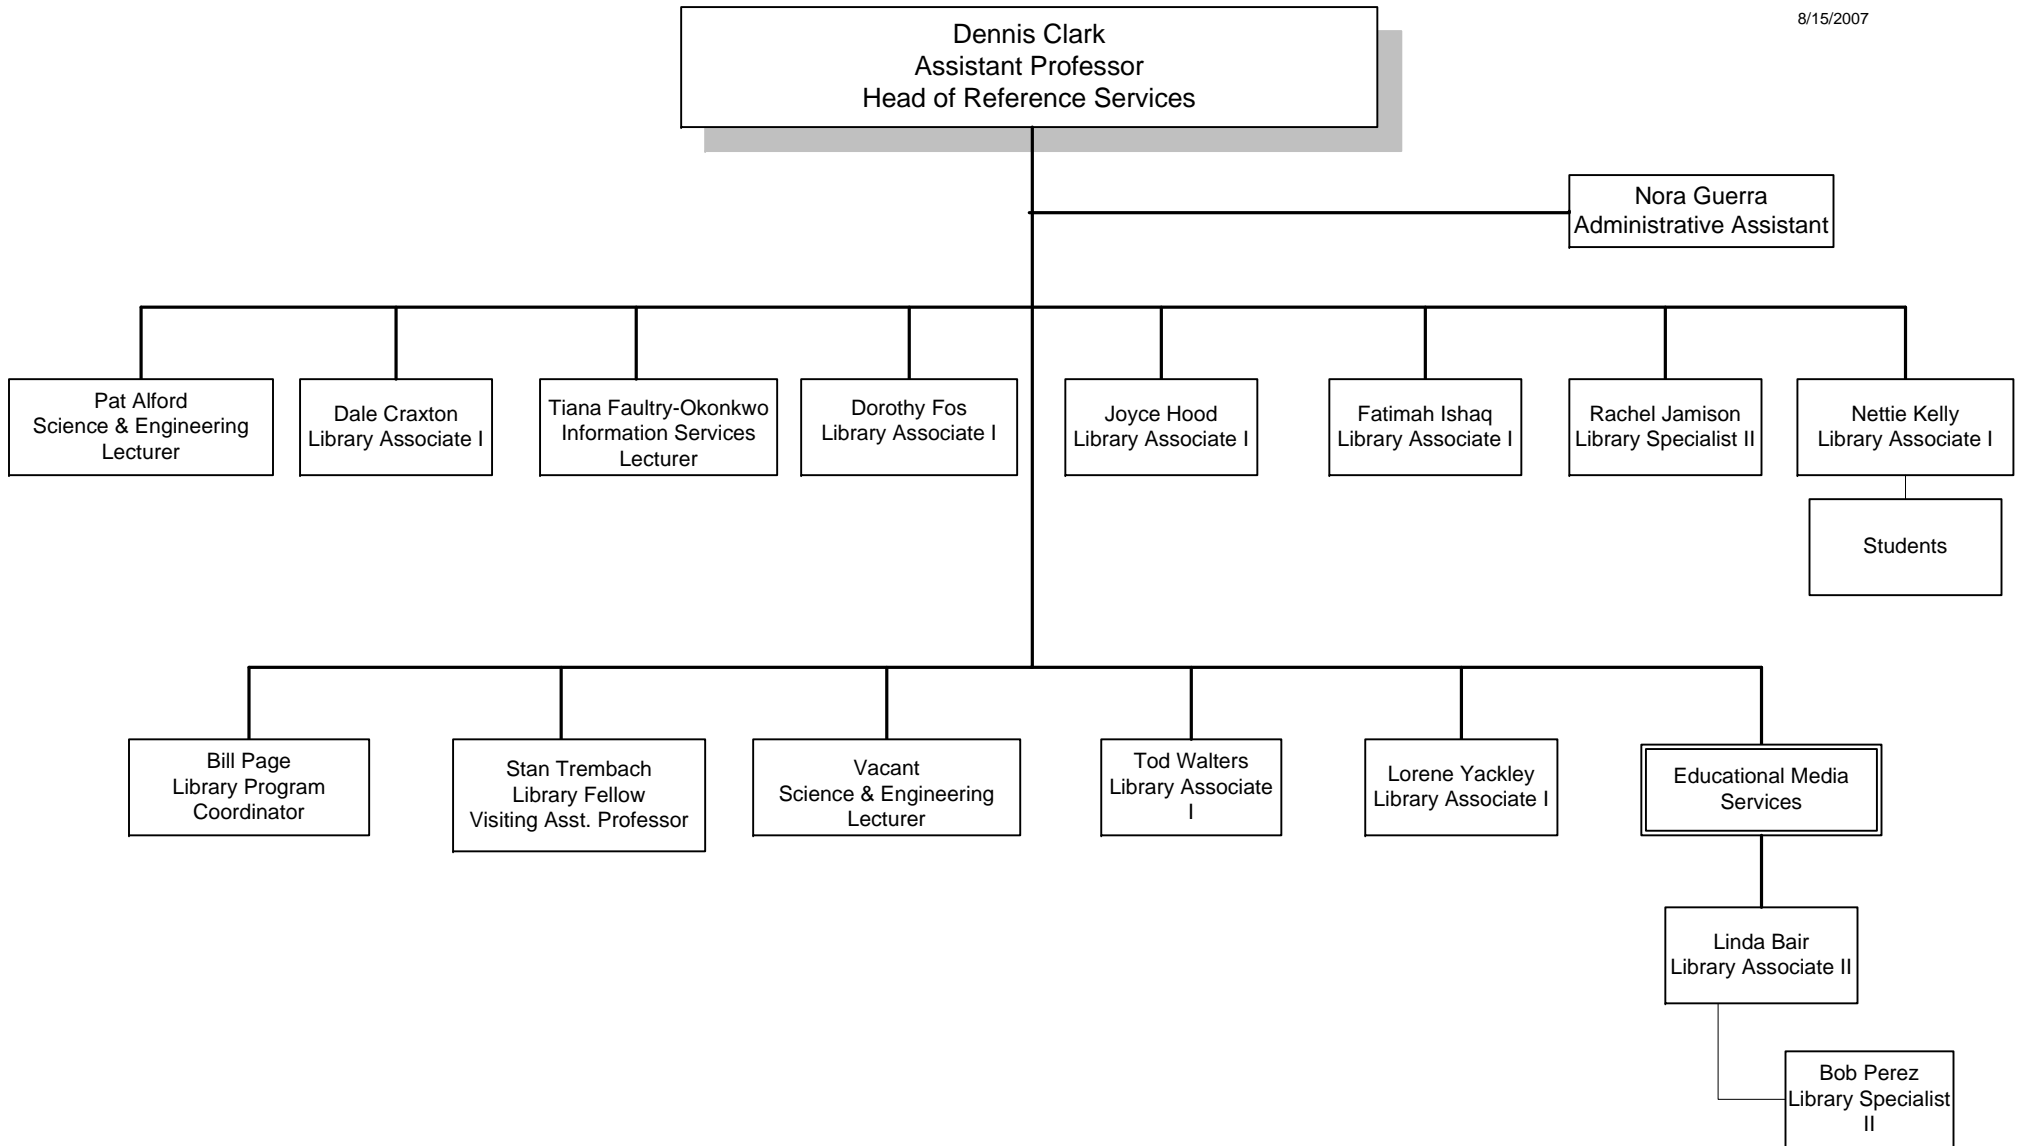 8/15/2007
Dennis Clark
Assistant Professor
Head of Reference Services
Nora Guerra
Administrative Assistant
Pat Alford
Science & Engineering
Lecturer
Dale Craxton
Library Associate I
Tiana Faultry-Okonkwo
Information Services
Lecturer
Dorothy Fos
Library Associate I
Joyce Hood
Library Associate I
Fatimah Ishaq
Library Associate I
Rachel Jamison
Library Specialist II
Nettie Kelly
Library Associate I
Students
Bill Page
Library Program
Coordinator
Stan Trembach
Library Fellow
Visiting Asst. Professor
Vacant
Science & Engineering
Lecturer
Tod Walters
Library Associate
I
Lorene Yackley
Library Associate I
Educational Media
Services
Linda Bair
Library Associate II
Bob Perez
Library Specialist
II